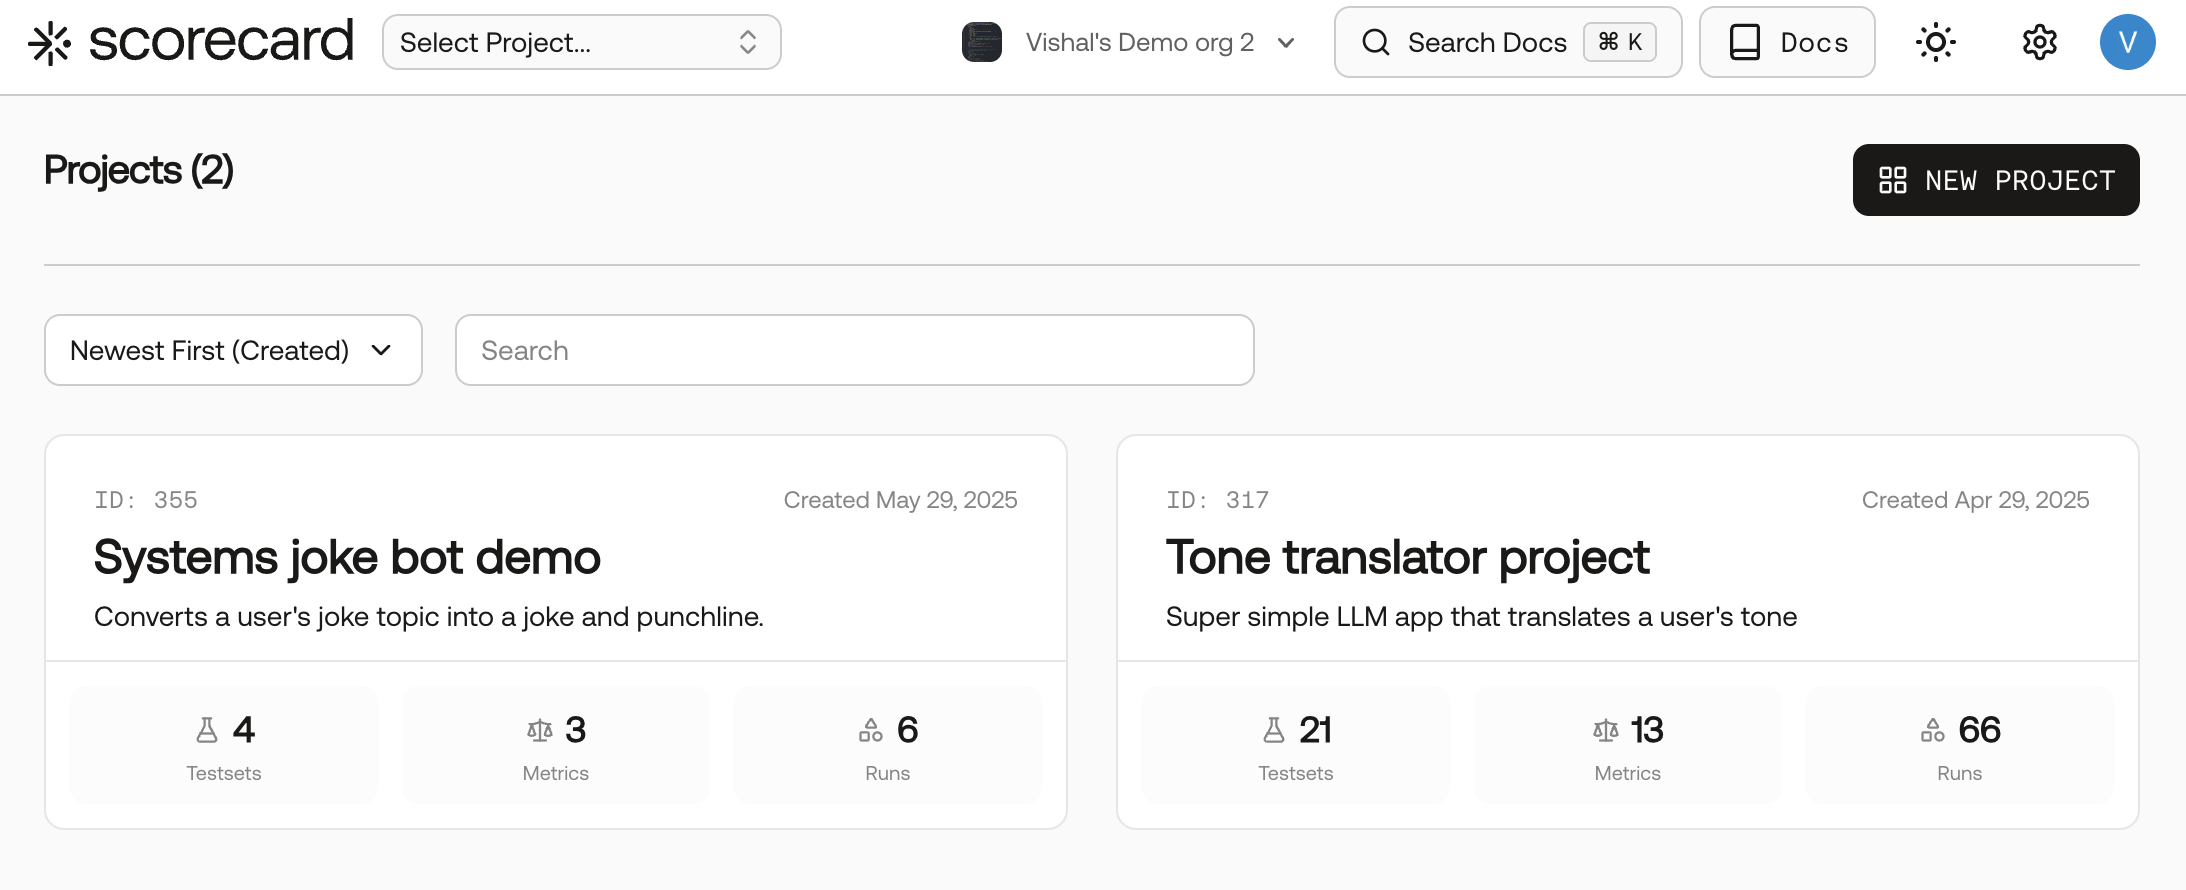 scorecard
Select Project...
Vishal's Demo org 2
Search Docs ⌘ K
Docs
V
Projects (2)
NEW PROJECT
Newest First (Created)
Search
ID: 355
Created May 29, 2025
Systems joke bot demo
Converts a user's joke topic into a joke and punchline.
4
Testsets
3
Metrics
6
Runs
ID: 317
Created Apr 29, 2025
Tone translator project
Super simple LLM app that translates a user's tone
21
Testsets
13
Metrics
66
Runs